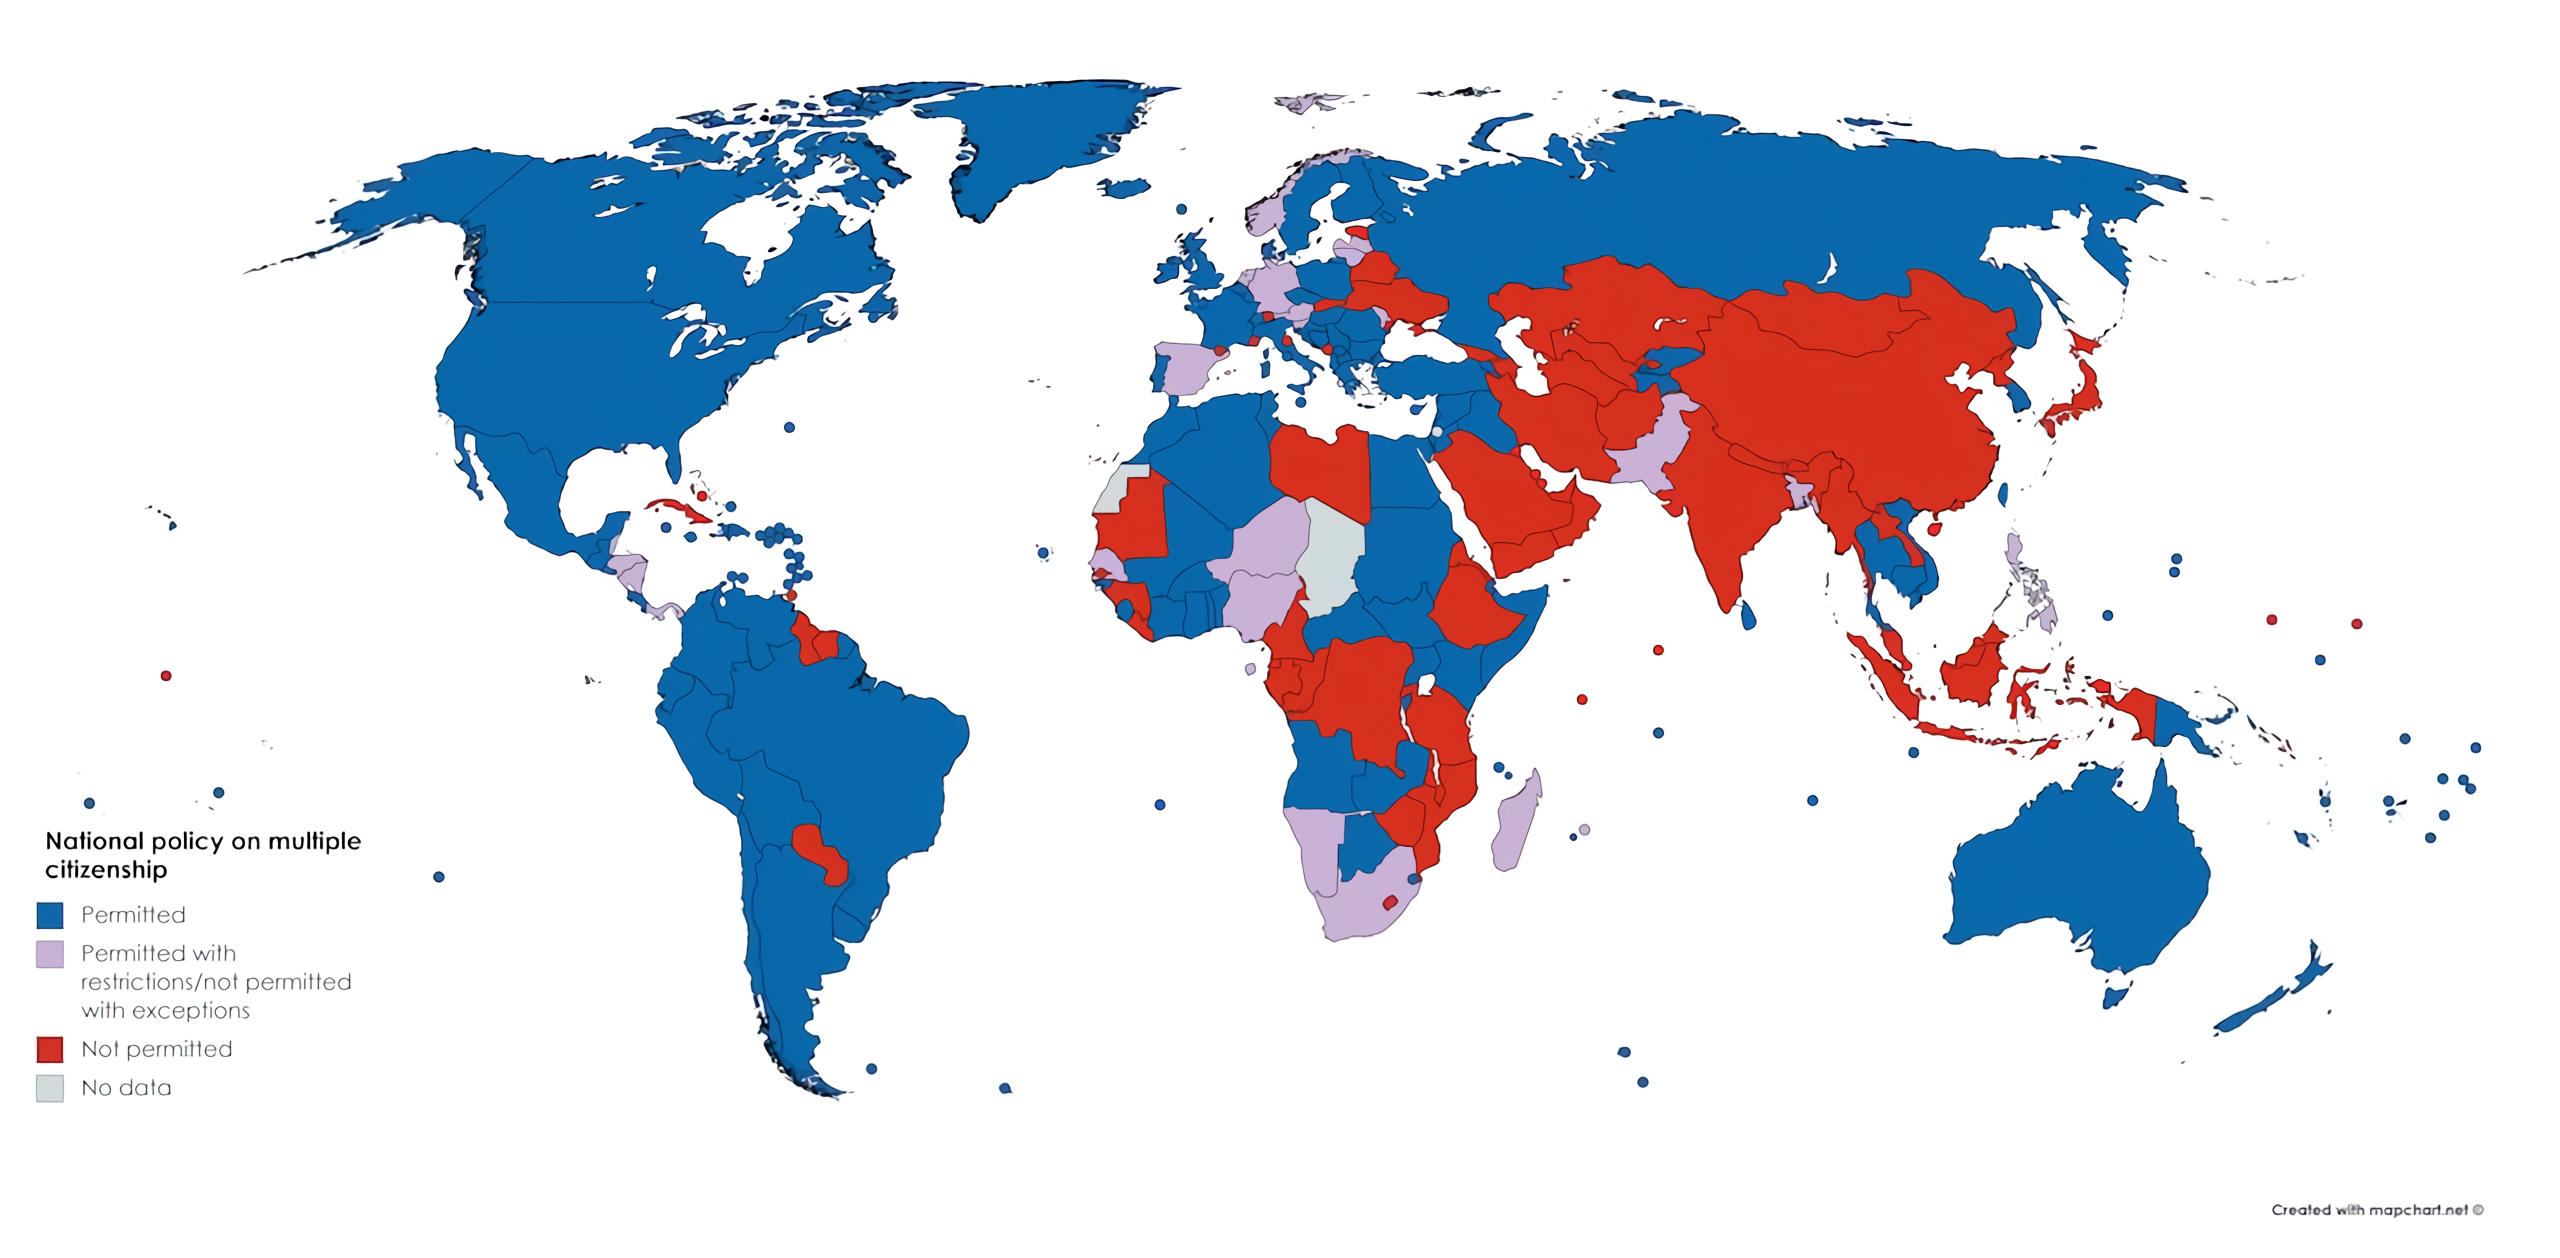 National policy on multiple
citizenship
Permitted
Permitted with
restrictions/not permitted
with exceptions
Not permitted
No data
Created with mapchart.net ©